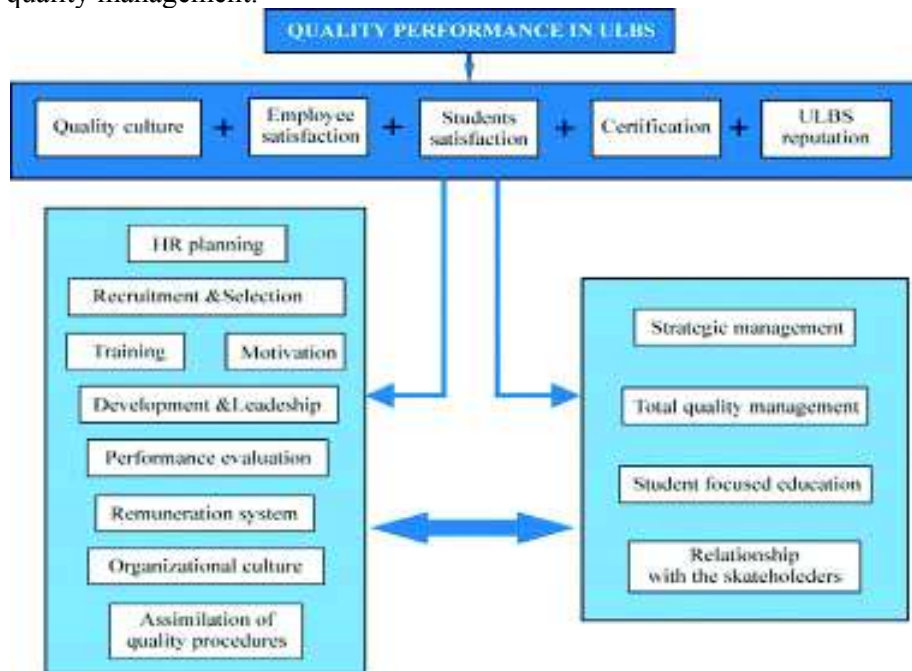 quality management.
QUALITY PERFORMANCE IN ULBS
Quality culture + Employee satisfaction + Students satisfaction + Certification + ULBS reputation
HR planning
Recruitment &Selection
Training
Motivation
Development &Leadeship
Performance evaluation
Remuneration system
Organizational culture
Assimilation of
quality procedures
Strategic management
Total quality management
Student focused education
Relationship
with the skateholeders